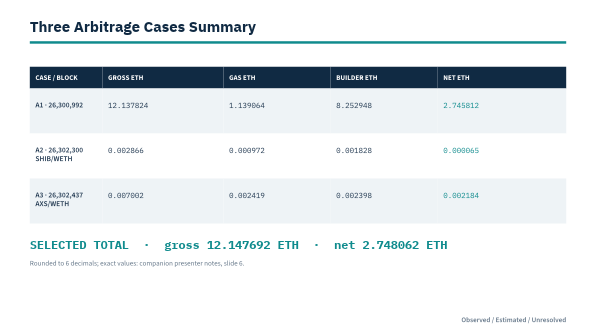 Three Arbitrage Cases Summary
CASE / BLOCK GROSS ETH GAS ETH BUILDER ETH NET ETH
A1 · 26,300,992 12.137824 1.139064 8.252948 2.745812
A2 · 26,302,300 0.002866 0.000972 0.001828 0.000065
SHIB/WETH
A3 · 26,302,437 0.007002 0.002419 0.002398 0.002184
AXS/WETH
SELECTED TOTAL · gross 12.147692 ETH · net 2.748062 ETH
Rounded to 6 decimals; exact values: companion presenter notes, slide 6.
Observed / Estimated / Unresolved